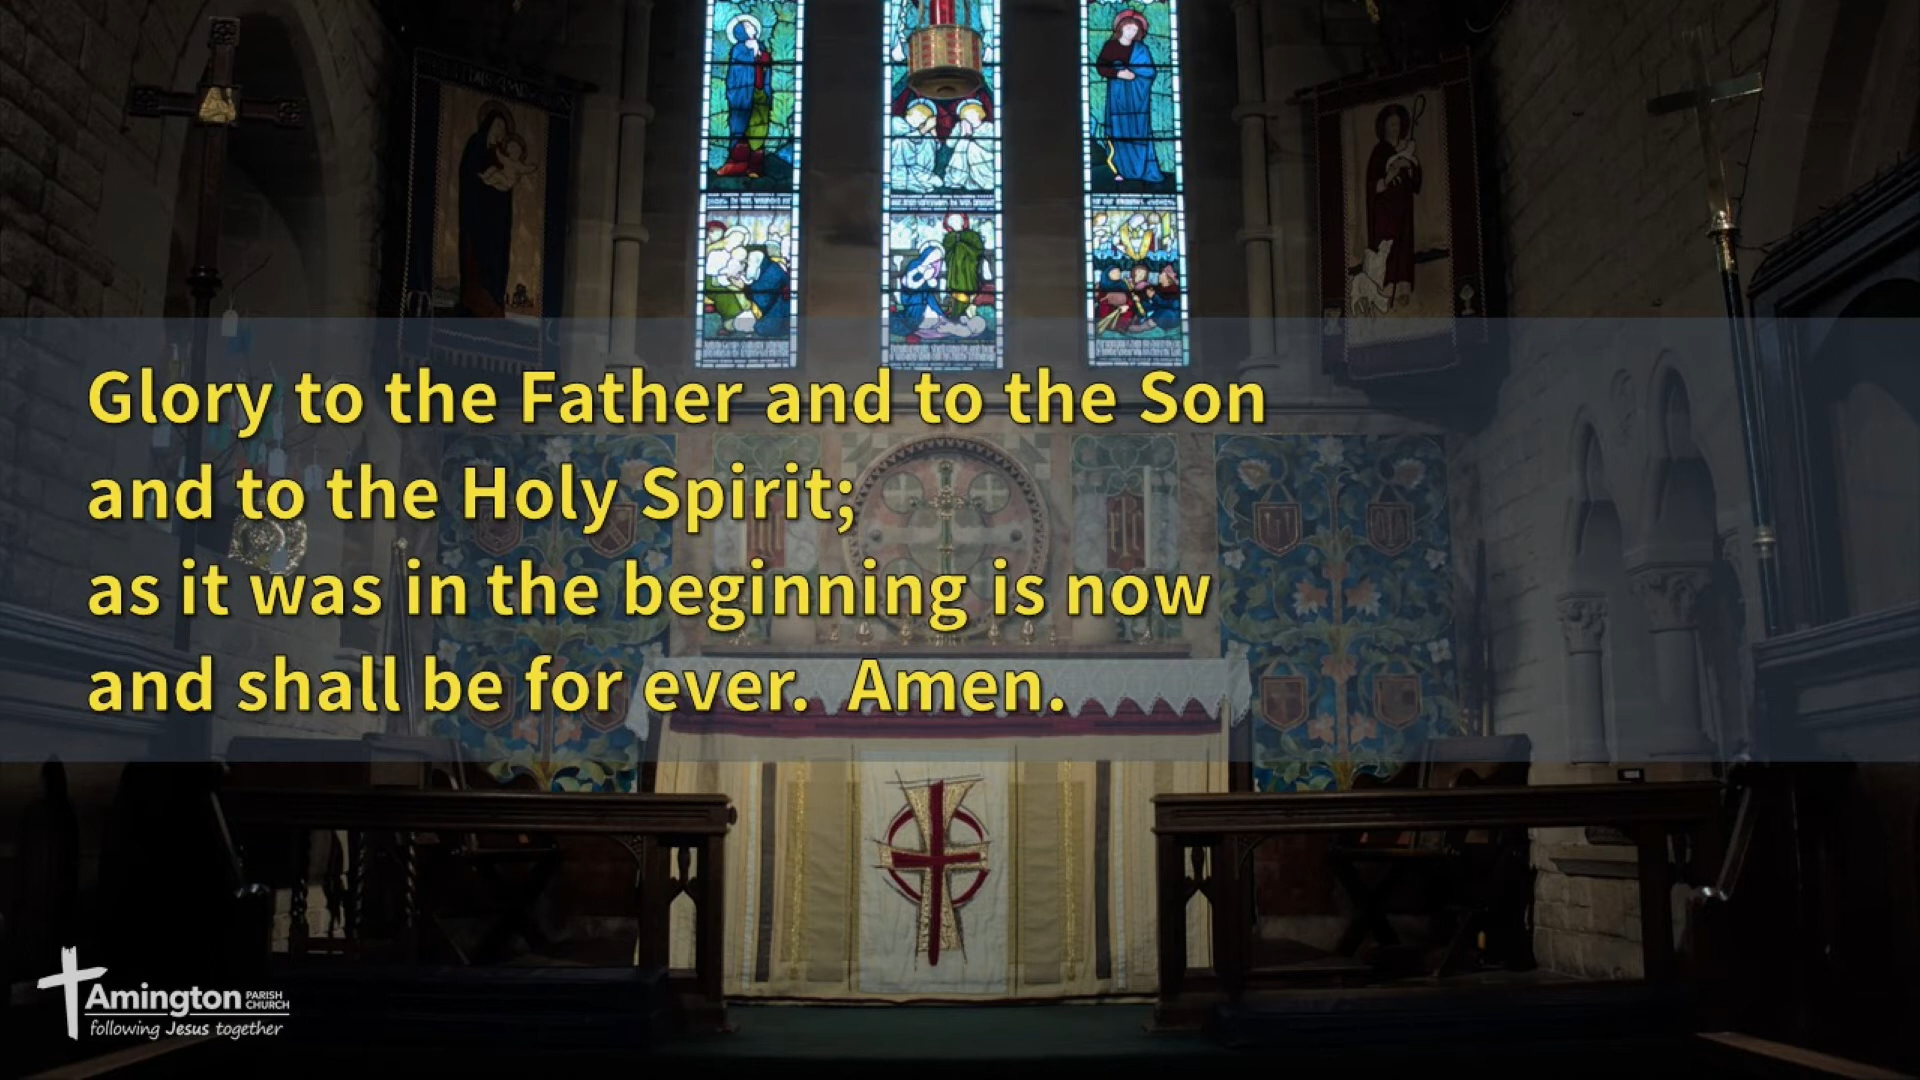 Glory to the Father and to the Son
and to the Holy Spirit;
as it was in the beginning is now
and shall be for ever.  Amen.
Amington PARISH CHURCH
following Jesus together